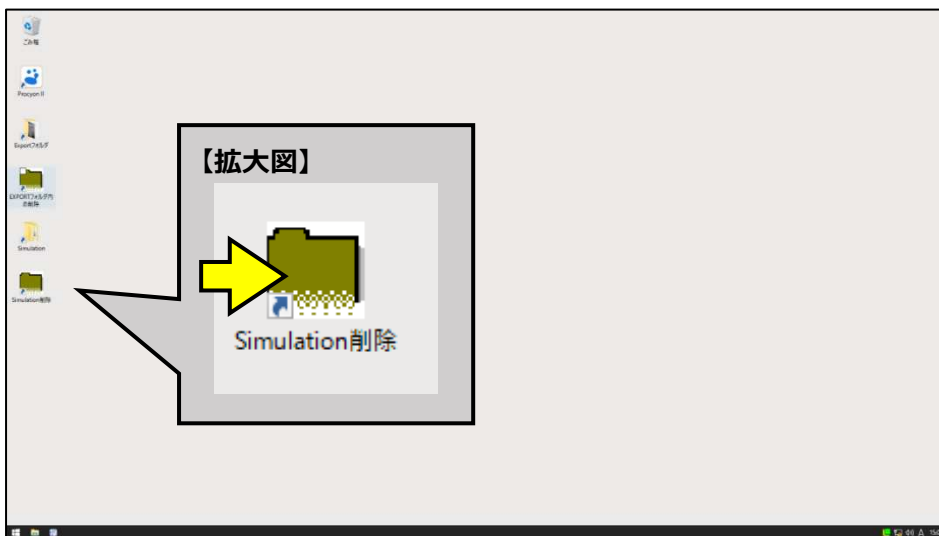 ごみ箱
Procyon II
Exportフォルダ
EXPORTフォルダ内
の削除
Simulation
Simulation削除
【拡大図】
Simulation削除
A